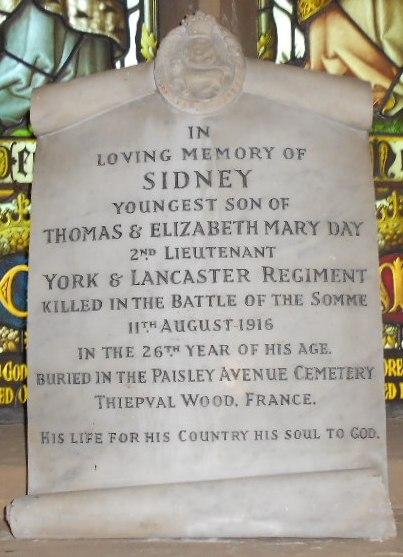 IN
LOVING MEMORY OF
SIDNEY
YOUNGEST SON OF
THOMAS & ELIZABETH MARY DAY
2ND LIEUTENANT
YORK & LANCASTER REGIMENT
KILLED IN THE BATTLE OF THE SOMME
11TH AUGUST 1916
IN THE 26TH YEAR OF HIS AGE.
BURIED IN THE PAISLEY AVENUE CEMETERY
THIEPVAL WOOD. FRANCE.
HIS LIFE FOR HIS COUNTRY HIS SOUL TO GOD.